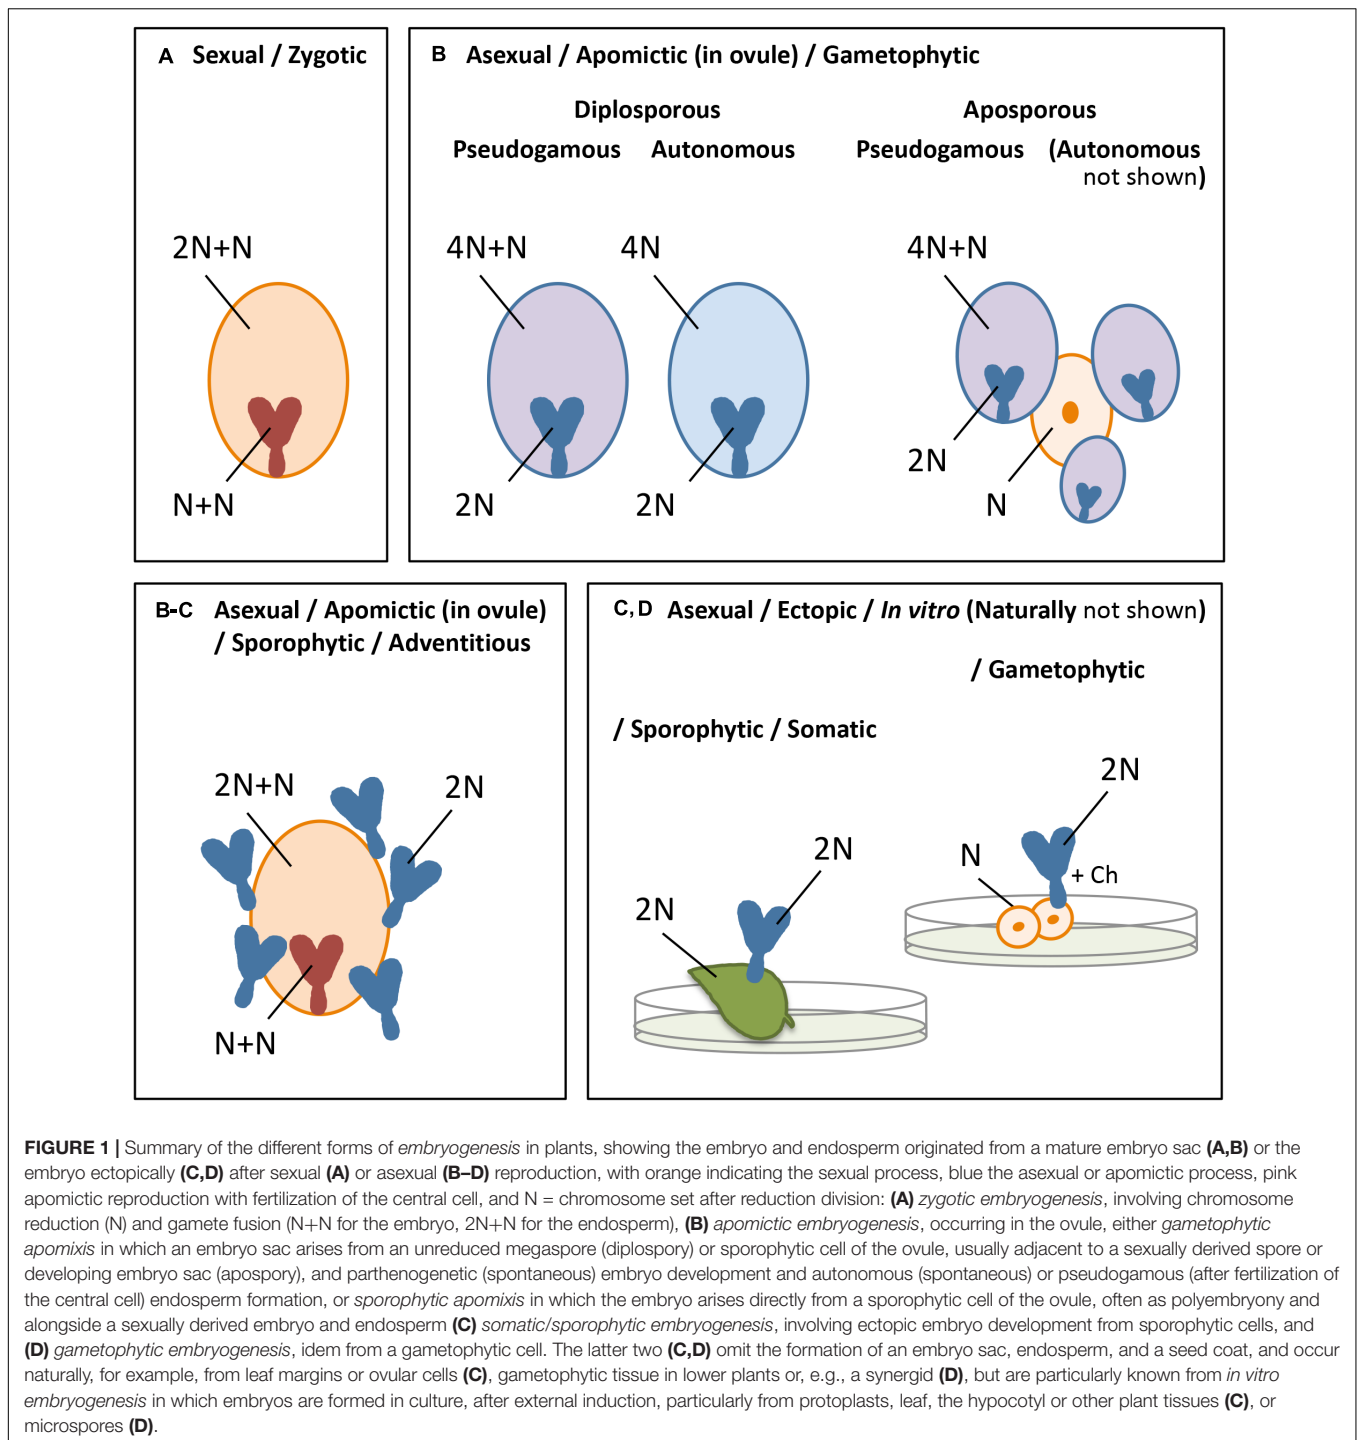 A Sexual / Zygotic
2N+N
N+N
B Asexual / Apomictic (in ovule) / Gametophytic
Diplosporous
Aposporous
Pseudogamous Autonomous
Pseudogamous (Autonomous
not shown)
4N+N
4N
4N+N
2N
2N
2N
N
B-C Asexual / Apomictic (in ovule)
/ Sporophytic / Adventitious
2N+N
2N
N+N
C, D Asexual / Ectopic / In vitro (Naturally not shown)
/ Gametophytic
/ Sporophytic / Somatic
2N
N
+ Ch
2N
2N
FIGURE 1 | Summary of the different forms of embryogenesis in plants, showing the embryo and endosperm originated from a mature embryo sac (A,B) or the
embryo ectopically (C,D) after sexual (A) or asexual (B–D) reproduction, with orange indicating the sexual process, blue the asexual or apomictic process, pink
apomictic reproduction with fertilization of the central cell, and N = chromosome set after reduction division: (A) zygotic embryogenesis, involving chromosome
reduction (N) and gamete fusion (N+N for the embryo, 2N+N for the endosperm), (B) apomictic embryogenesis, occurring in the ovule, either gametophytic
apomixis in which an embryo sac arises from an unreduced megaspore (diplospory) or sporophytic cell of the ovule, usually adjacent to a sexually derived spore or
developing embryo sac (apospory), and parthenogenetic (spontaneous) embryo development and autonomous (spontaneous) or pseudogamous (after fertilization of
the central cell) endosperm formation, or sporophytic apomixis in which the embryo arises directly from a sporophytic cell of the ovule, often as polyembryony and
alongside a sexually derived embryo and endosperm (C) somatic/sporophytic embryogenesis, involving ectopic embryo development from sporophytic cells, and
(D) gametophytic embryogenesis, idem from a gametophytic cell. The latter two (C,D) omit the formation of an embryo sac, endosperm, and a seed coat, and occur
naturally, for example, from leaf margins or ovular cells (C), gametophytic tissue in lower plants or, e.g., a synergid (D), but are particularly known from in vitro
embryogenesis in which embryos are formed in culture, after external induction, particularly from protoplasts, leaf, the hypocotyl or other plant tissues (C), or
microspores (D).